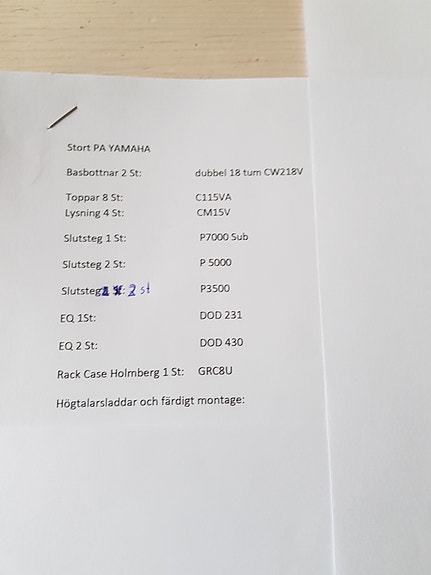 Stort PA YAMAHA
Basbottnar 2 St: dubbel 18 tum CW218V
Toppar 8 St: C115VA
Lysning 4 St: CM15V
Slutsteg 1 St: P7000 Sub
Slutsteg 2 St: P 5000
Slutsteg 2 st P3500
EQ 1St: DOD 231
EQ 2 St: DOD 430
Rack Case Holmberg 1 St: GRC8U
Högtalarsladdar och färdigt montage: